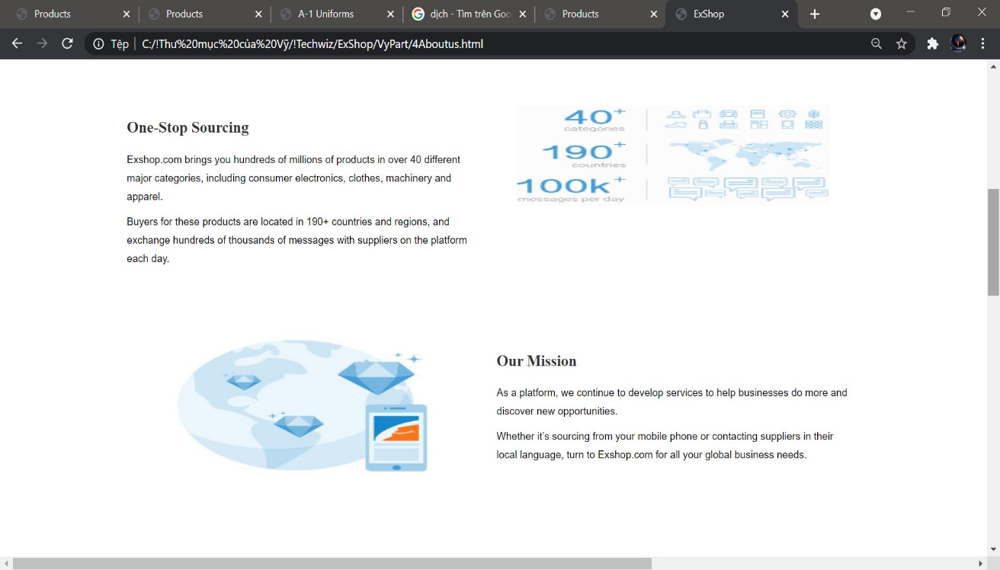 Products
Products
A-1 Uniforms
dịch - Tìm trên Goo
Products
ExShop
Tệp
C:/!Thư%20mục%20của%20Vỹ/!Techwiz/ExShop/VyPart/4Aboutus.html
One-Stop Sourcing
Exshop.com brings you hundreds of millions of products in over 40 different
major categories, including consumer electronics, clothes, machinery and
apparel.
Buyers for these products are located in 190+ countries and regions, and
exchange hundreds of thousands of messages with suppliers on the platform
each day.
40+
categories
190+
countries
100k+
messages per day
Our Mission
As a platform, we continue to develop services to help businesses do more and
discover new opportunities.
Whether it’s sourcing from your mobile phone or contacting suppliers in their
local language, turn to Exshop.com for all your global business needs.